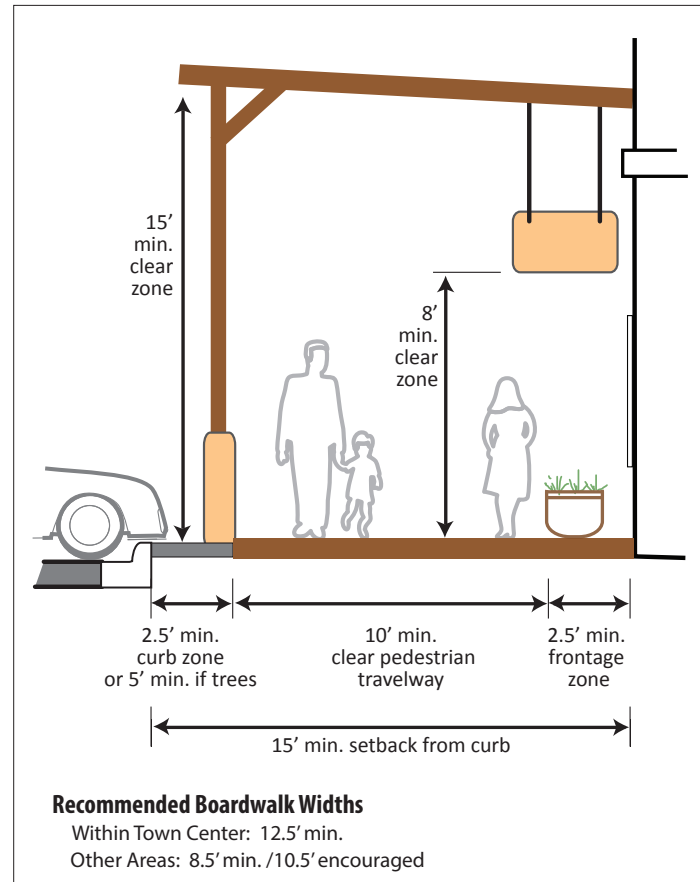 15’
min.
clear
zone
8’
min.
clear
zone
2.5’ min.
curb zone
or 5’ min. if trees
10’ min.
clear pedestrian
travelway
2.5’ min.
frontage
zone
15’ min. setback from curb
Recommended Boardwalk Widths
Within Town Center: 12.5’ min.
Other Areas: 8.5’ min. /10.5’ encouraged